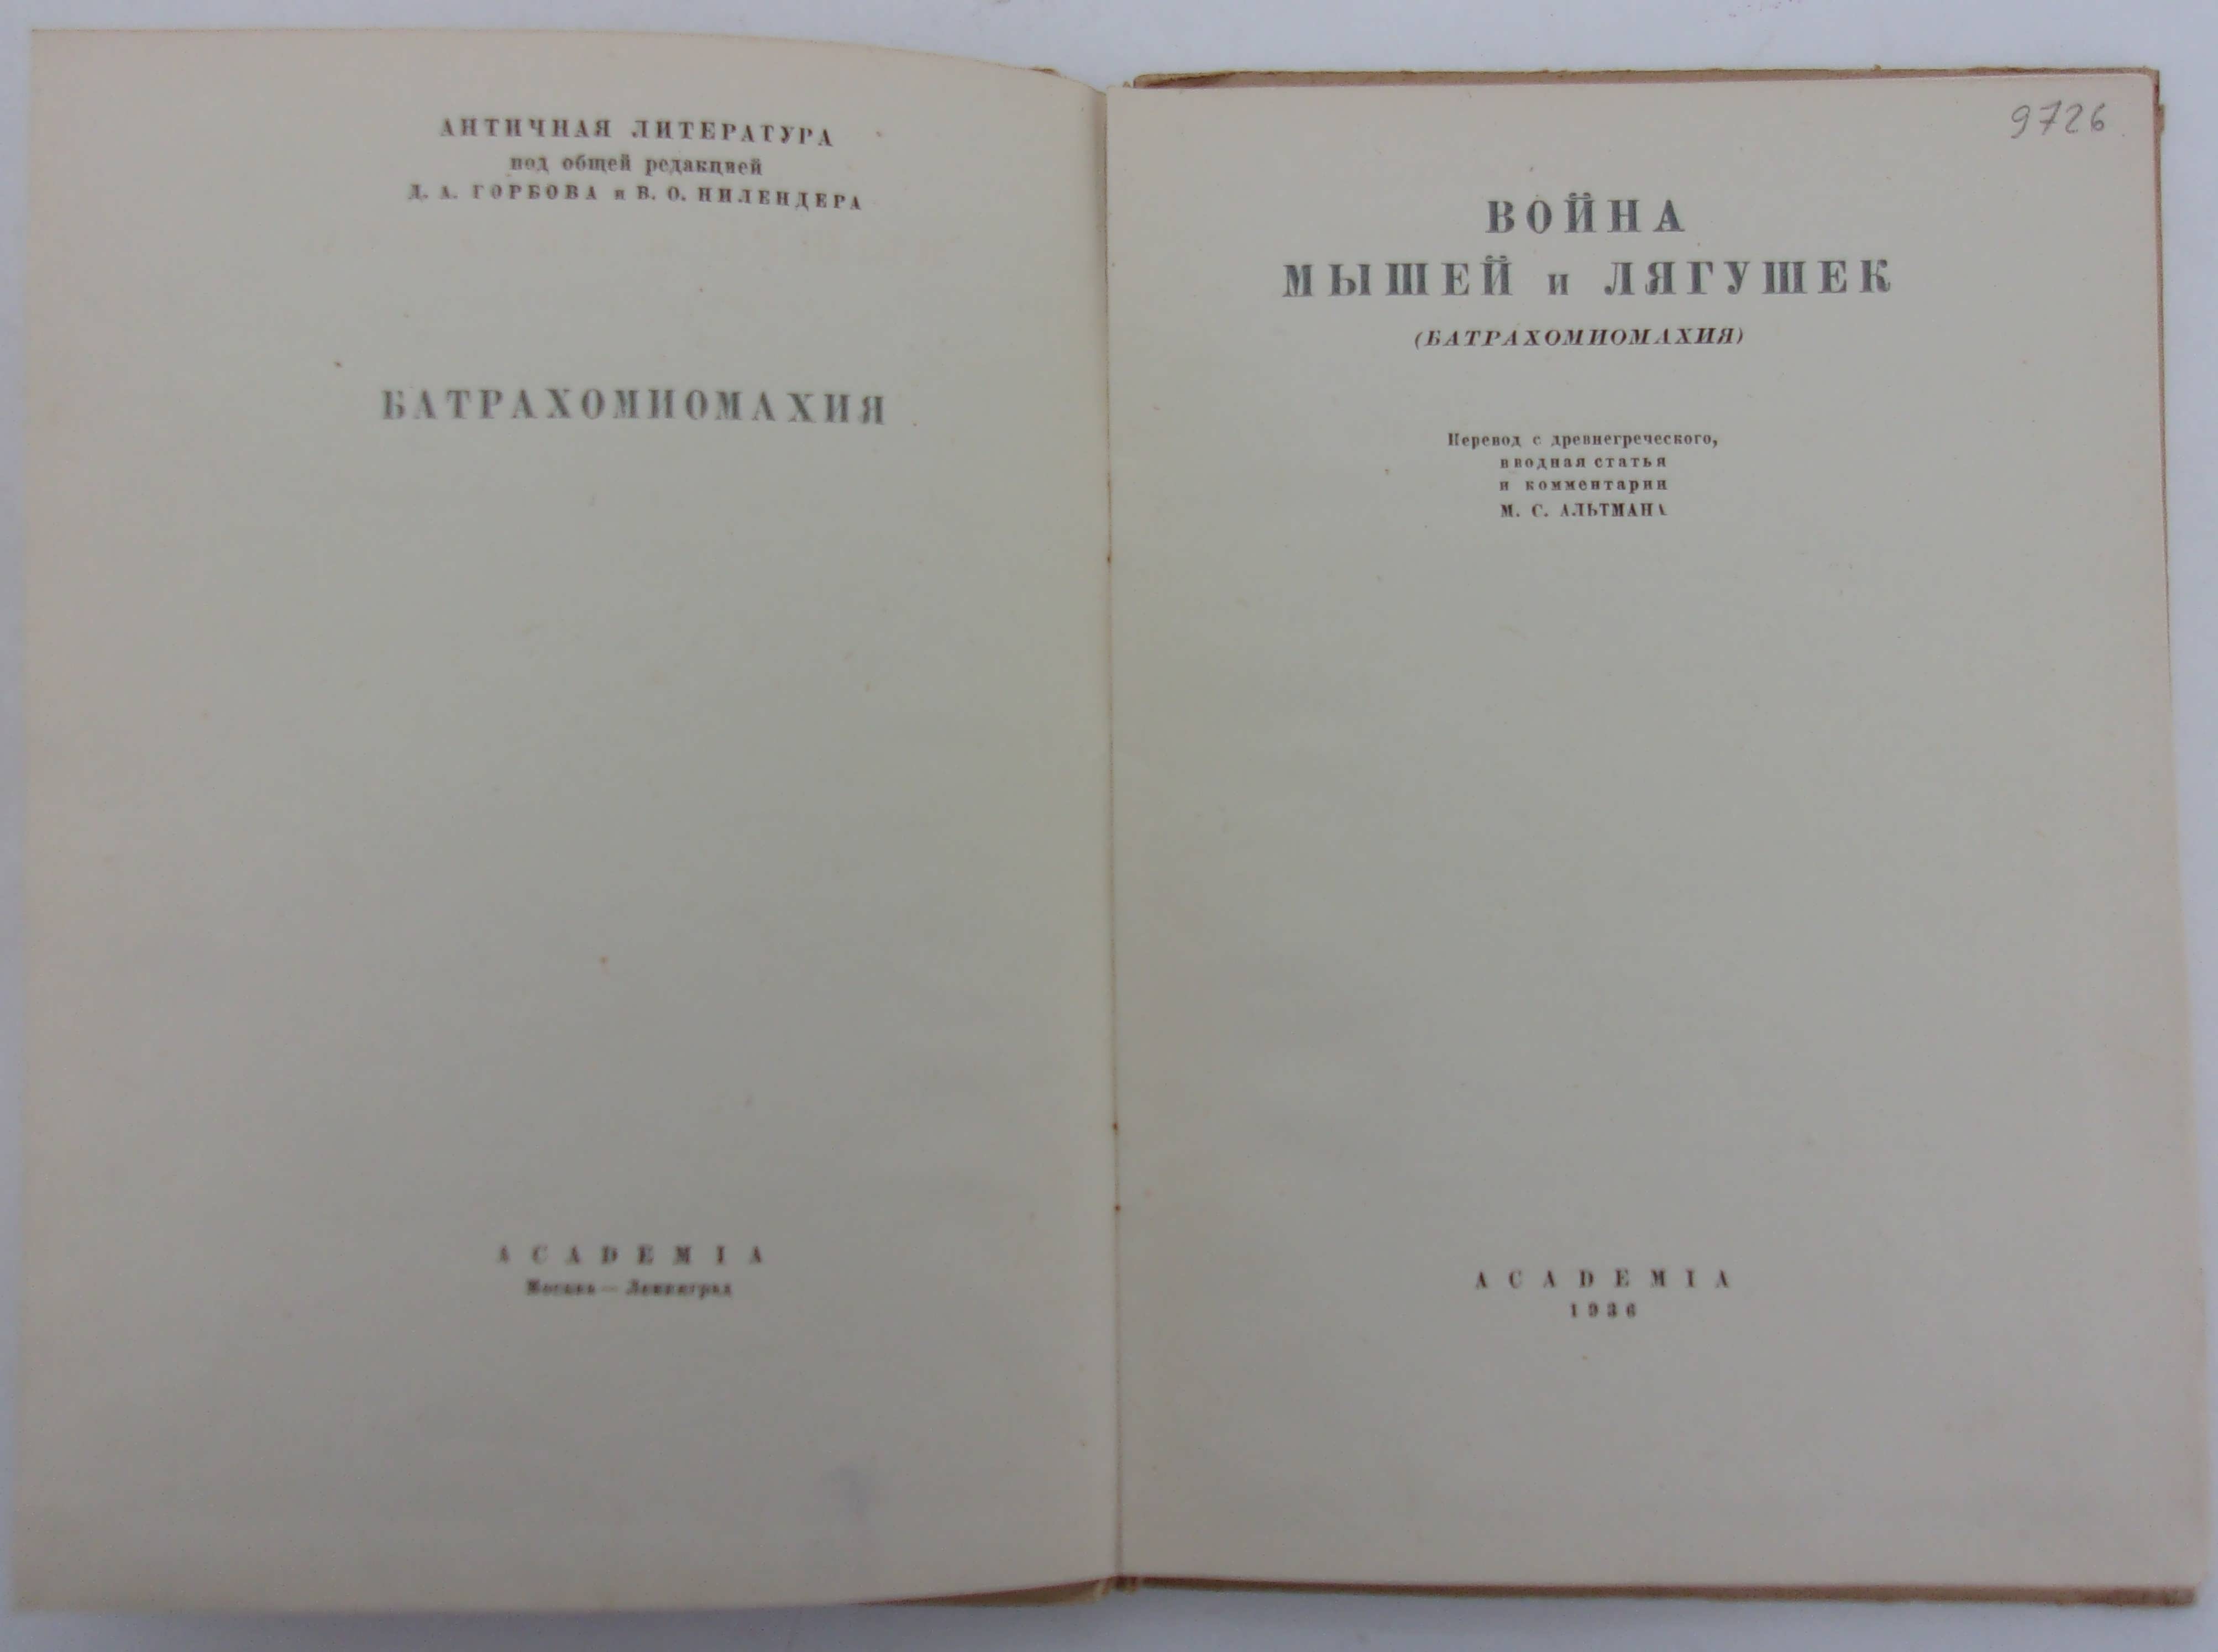 АНТИЧНАЯ ЛИТЕРАТУРА
под общей редакцией
Д. А. ГОРБОВА и В. О. НИЛЕНДЕРА
БАТРАХОМИОМАХИЯ
ACADEMIA
Москва — Ленинград
9726
ВОЙНА
МЫШЕЙ и ЛЯГУШЕК
(БАТРАХОМИОМАХИЯ)
Перевод с древнегреческого,
вводная статья
и комментарии
М. С. АЛЬТМАНА
ACADEMIA
1936